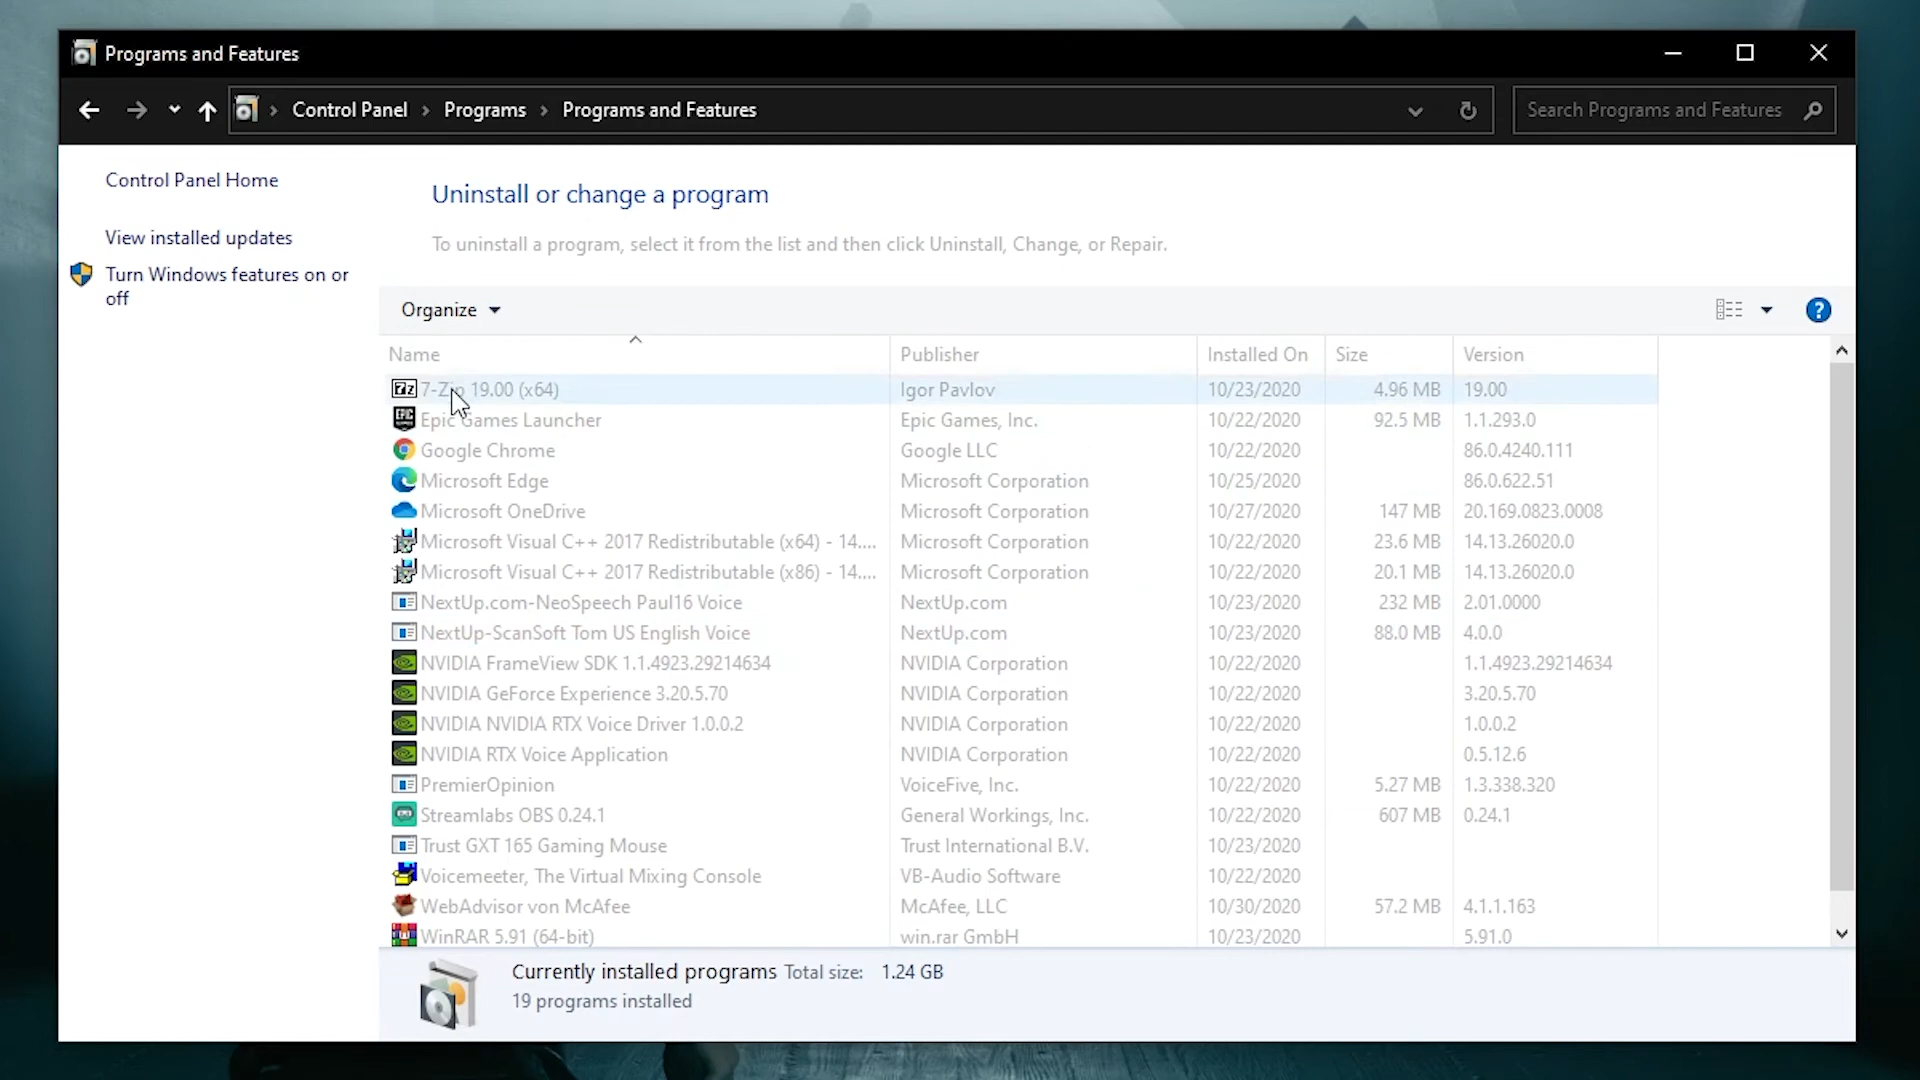 Programs and Features
Control Panel > Programs > Programs and Features
Search Programs and Features
Control Panel Home
View installed updates
Turn Windows features on or
off
Uninstall or change a program
To uninstall a program, select it from the list and then click Uninstall, Change, or Repair.
Organize
?
Name Publisher Installed On Size Version
7-Zip 19.00 (x64) Igor Pavlov 10/23/2020 4.96 MB 19.00
Epic Games Launcher Epic Games, Inc. 10/22/2020 92.5 MB 1.1.293.0
Google Chrome Google LLC 10/22/2020 86.0.4240.111
Microsoft Edge Microsoft Corporation 10/25/2020 86.0.622.51
Microsoft OneDrive Microsoft Corporation 10/27/2020 147 MB 20.169.0823.0008
Microsoft Visual C++ 2017 Redistributable (x64) - 14.... Microsoft Corporation 10/22/2020 23.6 MB 14.13.26020.0
Microsoft Visual C++ 2017 Redistributable (x86) - 14.... Microsoft Corporation 10/22/2020 20.1 MB 14.13.26020.0
NextUp.com-NeoSpeech Paul16 Voice NextUp.com 10/23/2020 232 MB 2.01.0000
NextUp-ScanSoft Tom US English Voice NextUp.com 10/23/2020 88.0 MB 4.0.0
NVIDIA FrameView SDK 1.1.4923.29214634 NVIDIA Corporation 10/22/2020 1.1.4923.29214634
NVIDIA GeForce Experience 3.20.5.70 NVIDIA Corporation 10/22/2020 3.20.5.70
NVIDIA NVIDIA RTX Voice Driver 1.0.0.2 NVIDIA Corporation 10/22/2020 1.0.0.2
NVIDIA RTX Voice Application NVIDIA Corporation 10/22/2020 0.5.12.6
PremierOpinion VoiceFive, Inc. 10/22/2020 5.27 MB 1.3.338.320
Streamlabs OBS 0.24.1 General Workings, Inc. 10/22/2020 607 MB 0.24.1
Trust GXT 165 Gaming Mouse Trust International B.V. 10/23/2020
Voicemeeter, The Virtual Mixing Console VB-Audio Software 10/22/2020
WebAdvisor von McAfee McAfee, LLC 10/30/2020 57.2 MB 4.1.1.163
WinRAR 5.91 (64-bit) win.rar GmbH 10/23/2020 5.91.0
Currently installed programs Total size: 1.24 GB
19 programs installed